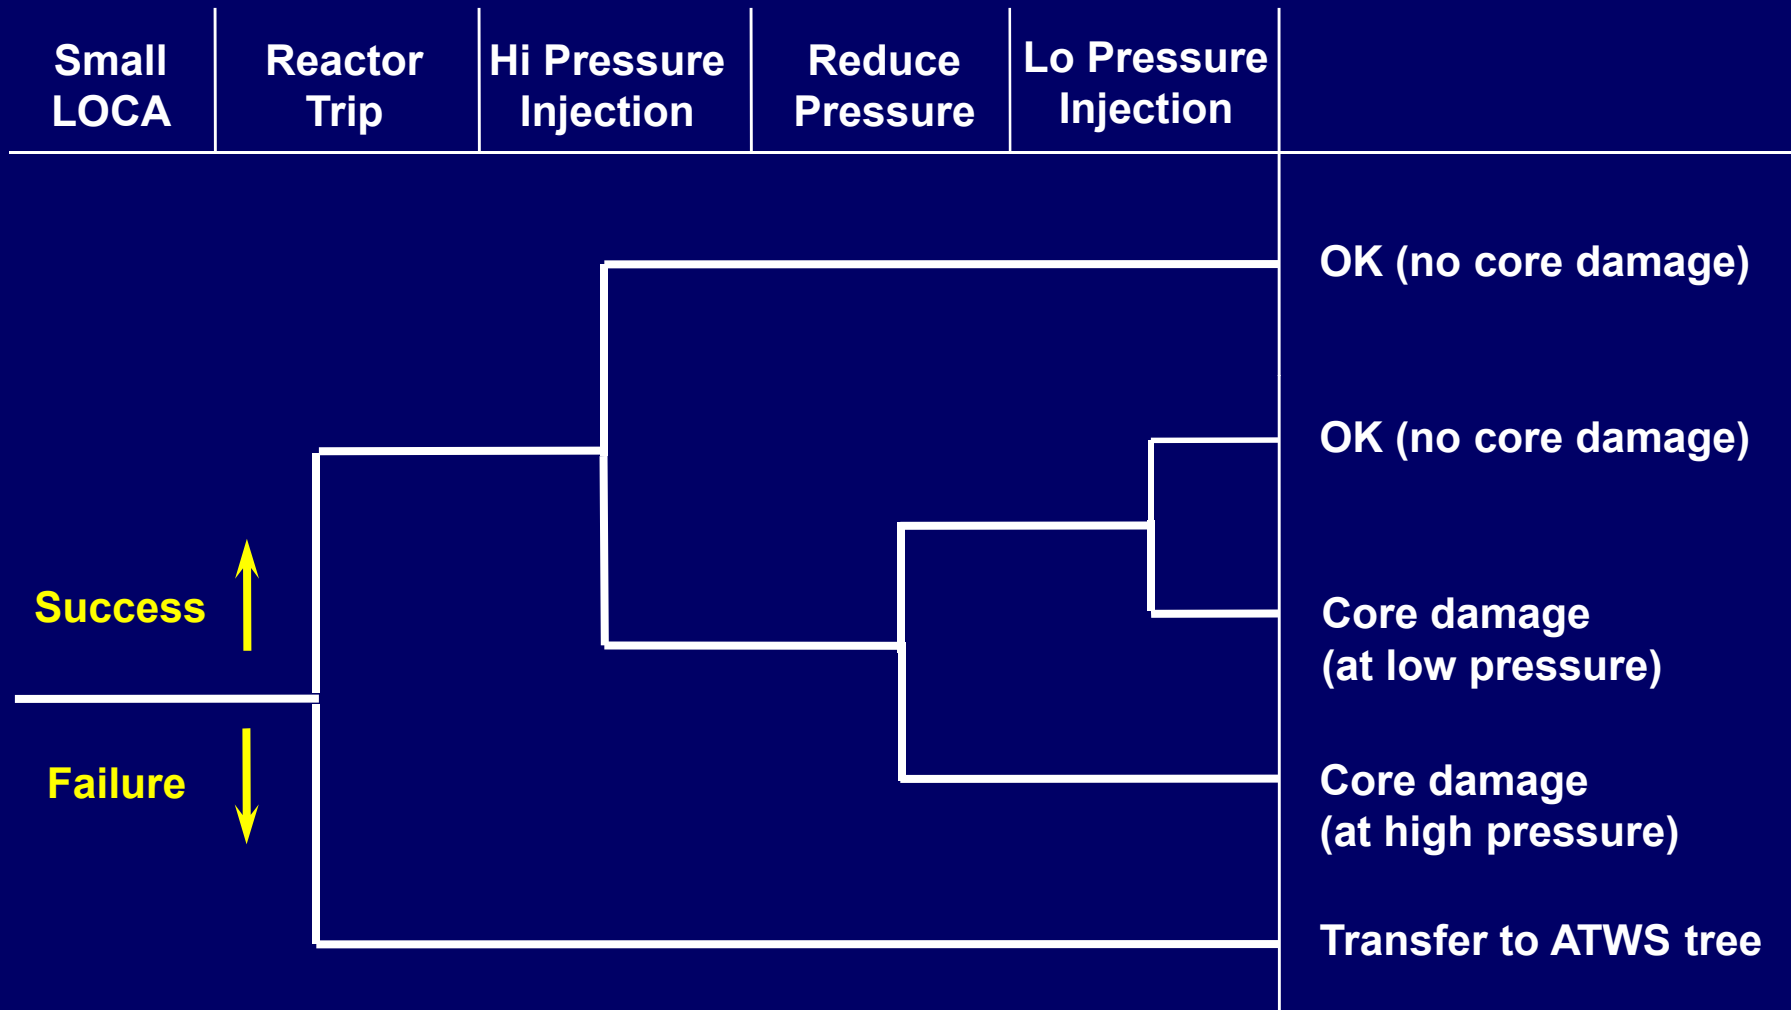 Small
LOCA
Reactor
Trip
Hi Pressure
Injection
Reduce
Pressure
Lo Pressure
Injection
OK (no core damage)
OK (no core damage)
Success
Core damage
(at low pressure)
Failure
Core damage
(at high pressure)
Transfer to ATWS tree